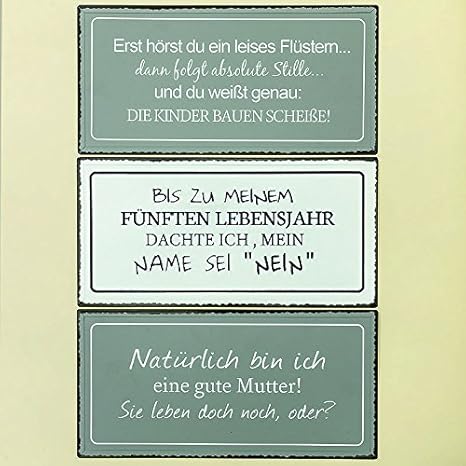 Erst hörst du ein leises Flüstern...
dann folgt absolute Stille...
und du weißt genau:
DIE KINDER BAUEN SCHEIßE!
BIS ZU MEINEM
FÜNFTEN LEBENSJAHR
DACHTE ICH, MEIN
NAME SEI "NEIN"
Natürlich bin ich
eine gute Mutter!
Sie leben doch noch, oder?